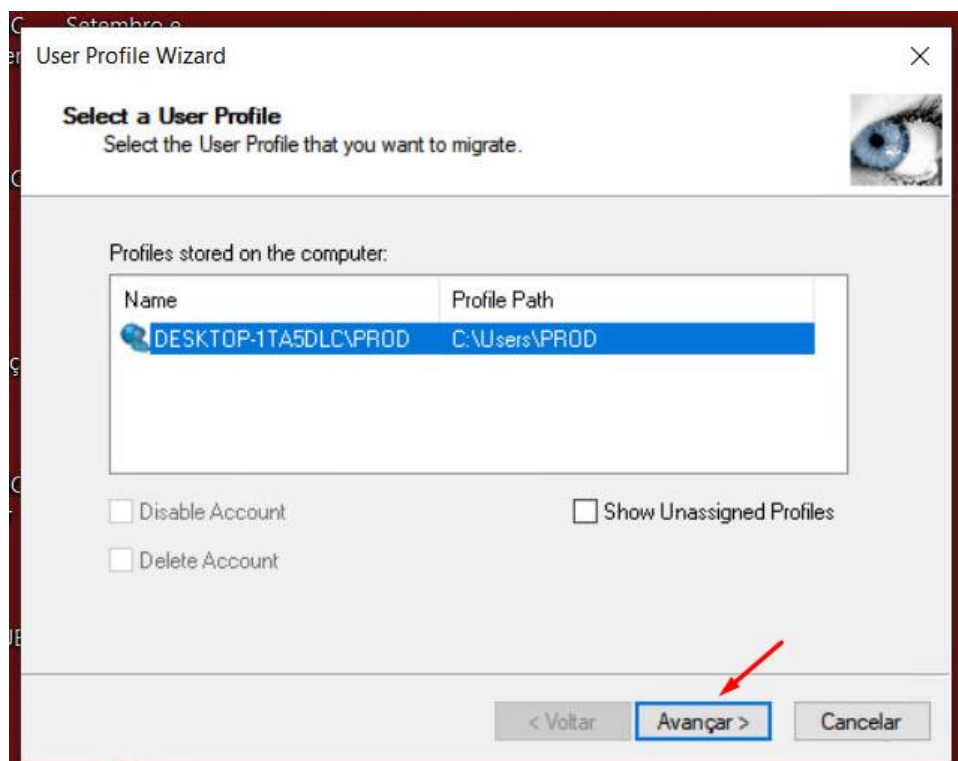 Setembro e
User Profile Wizard
Select a User Profile
Select the User Profile that you want to migrate.
Profiles stored on the computer:
Name Profile Path
DESKTOP-1TA5DLC\PROD C:\Users\PROD
Disable Account Show Unassigned Profiles
Delete Account
< Voltar Avançar > Cancelar